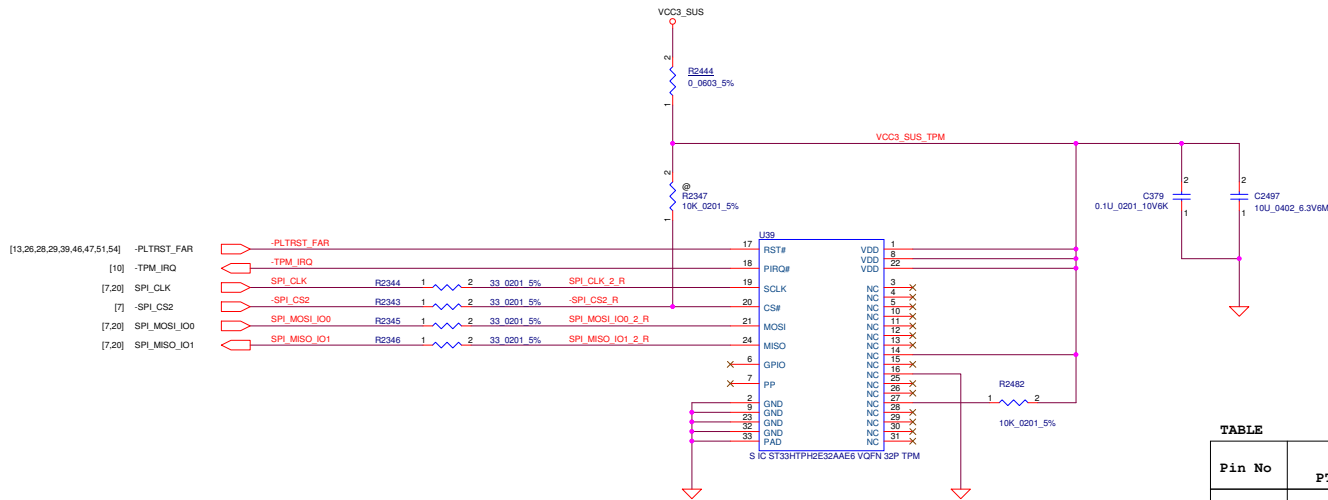 VCC3_SUS
2
R2444
0_0603_5%
1
VCC3_SUS_TPM
2
@
R2347
10K_0201_5%
1
2
C379
0.1U_0201_10V6K
1
2
C2497
10U_0402_6.3V6M
1
U39
[13,26,28,29,39,46,47,51,54] -PLTRST_FAR -PLTRST_FAR 17 RST# VDD 1
VDD 8
[10] -TPM_IRQ -TPM_IRQ 18 PIRQ# VDD 22
[7,20] SPI_CLK SPI_CLK R2344 1 2 33_0201_5% SPI_CLK_2_R 19 SCLK NC 3
NC 4
[7] -SPI_CS2 -SPI_CS2 R2343 1 2 33_0201_5% -SPI_CS2_R 20 CS# NC 5
NC 10
[7,20] SPI_MOSI_IO0 SPI_MOSI_IO0 R2345 1 2 33_0201_5% SPI_MOSI_IO0_2_R 21 MOSI NC 11
NC 12
[7,20] SPI_MISO_IO1 SPI_MISO_IO1 R2346 1 2 33_0201_5% SPI_MISO_IO1_2_R 24 MISO NC 13
NC 14
6 GPIO NC 15
NC 16
7 PP NC 25
NC 26
2 GND NC 27
9 GND NC 28
23 GND NC 29
32 GND NC 30
33 PAD NC 31
R2482
1 2
10K_0201_5%
S IC ST33HTPH2E32AAE6 VQFN 32P TPM
TABLE
Pin No